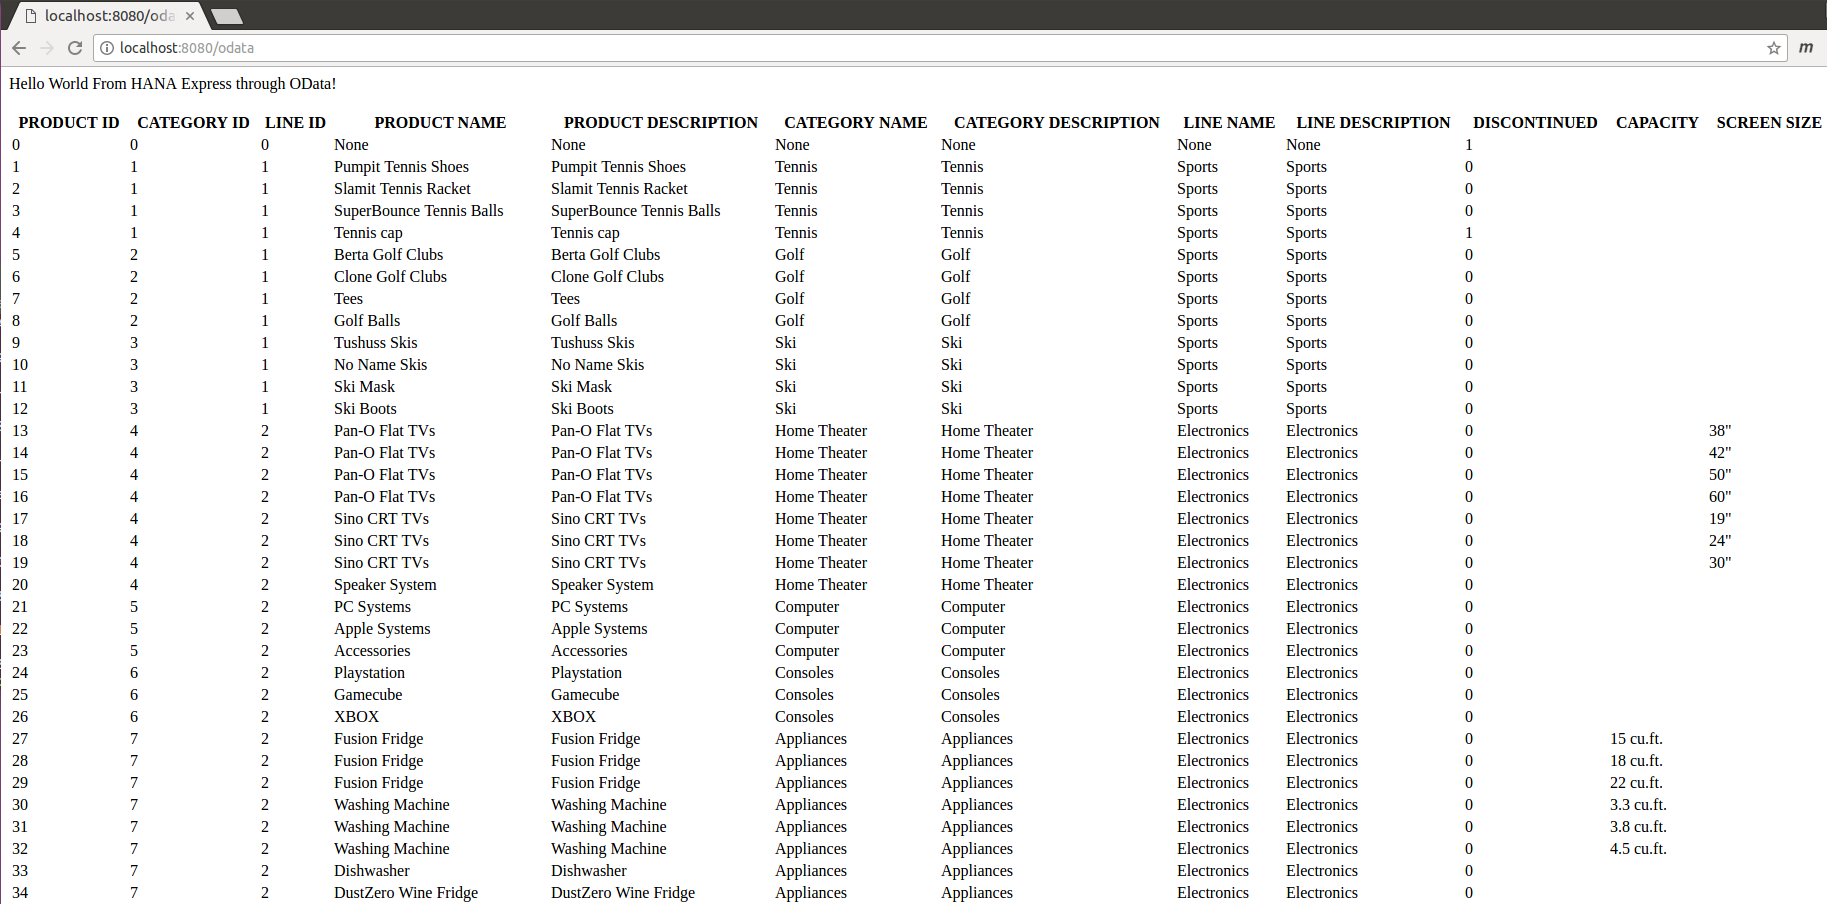 localhost:8080/oda
localhost:8080/odata
m
Hello World From HANA Express through OData!
PRODUCT ID CATEGORY ID LINE ID PRODUCT NAME PRODUCT DESCRIPTION CATEGORY NAME CATEGORY DESCRIPTION LINE NAME LINE DESCRIPTION DISCONTINUED CAPACITY SCREEN SIZE
0 0 0 None None None None None None 1
1 1 1 Pumpit Tennis Shoes Pumpit Tennis Shoes Tennis Tennis Sports Sports 0
2 1 1 Slamit Tennis Racket Slamit Tennis Racket Tennis Tennis Sports Sports 0
3 1 1 SuperBounce Tennis Balls SuperBounce Tennis Balls Tennis Tennis Sports Sports 0
4 1 1 Tennis cap Tennis cap Tennis Tennis Sports Sports 1
5 2 1 Berta Golf Clubs Berta Golf Clubs Golf Golf Sports Sports 0
6 2 1 Clone Golf Clubs Clone Golf Clubs Golf Golf Sports Sports 0
7 2 1 Tees Tees Golf Golf Sports Sports 0
8 2 1 Golf Balls Golf Balls Golf Golf Sports Sports 0
9 3 1 Tushuss Skis Tushuss Skis Ski Ski Sports Sports 0
10 3 1 No Name Skis No Name Skis Ski Ski Sports Sports 0
11 3 1 Ski Mask Ski Mask Ski Ski Sports Sports 0
12 3 1 Ski Boots Ski Boots Ski Ski Sports Sports 0
13 4 2 Pan-O Flat TVs Pan-O Flat TVs Home Theater Home Theater Electronics Electronics 0 38"
14 4 2 Pan-O Flat TVs Pan-O Flat TVs Home Theater Home Theater Electronics Electronics 0 42"
15 4 2 Pan-O Flat TVs Pan-O Flat TVs Home Theater Home Theater Electronics Electronics 0 50"
16 4 2 Pan-O Flat TVs Pan-O Flat TVs Home Theater Home Theater Electronics Electronics 0 60"
17 4 2 Sino CRT TVs Sino CRT TVs Home Theater Home Theater Electronics Electronics 0 19"
18 4 2 Sino CRT TVs Sino CRT TVs Home Theater Home Theater Electronics Electronics 0 24"
19 4 2 Sino CRT TVs Sino CRT TVs Home Theater Home Theater Electronics Electronics 0 30"
20 4 2 Speaker System Speaker System Home Theater Home Theater Electronics Electronics 0
21 5 2 PC Systems PC Systems Computer Computer Electronics Electronics 0
22 5 2 Apple Systems Apple Systems Computer Computer Electronics Electronics 0
23 5 2 Accessories Accessories Computer Computer Electronics Electronics 0
24 6 2 Playstation Playstation Consoles Consoles Electronics Electronics 0
25 6 2 Gamecube Gamecube Consoles Consoles Electronics Electronics 0
26 6 2 XBOX XBOX Consoles Consoles Electronics Electronics 0
27 7 2 Fusion Fridge Fusion Fridge Appliances Appliances Electronics Electronics 0 15 cu.ft.
28 7 2 Fusion Fridge Fusion Fridge Appliances Appliances Electronics Electronics 0 18 cu.ft.
29 7 2 Fusion Fridge Fusion Fridge Appliances Appliances Electronics Electronics 0 22 cu.ft.
30 7 2 Washing Machine Washing Machine Appliances Appliances Electronics Electronics 0 3.3 cu.ft.
31 7 2 Washing Machine Washing Machine Appliances Appliances Electronics Electronics 0 3.8 cu.ft.
32 7 2 Washing Machine Washing Machine Appliances Appliances Electronics Electronics 0 4.5 cu.ft.
33 7 2 Dishwasher Dishwasher Appliances Appliances Electronics Electronics 0
34 7 2 DustZero Wine Fridge DustZero Wine Fridge Appliances Appliances Electronics Electronics 0